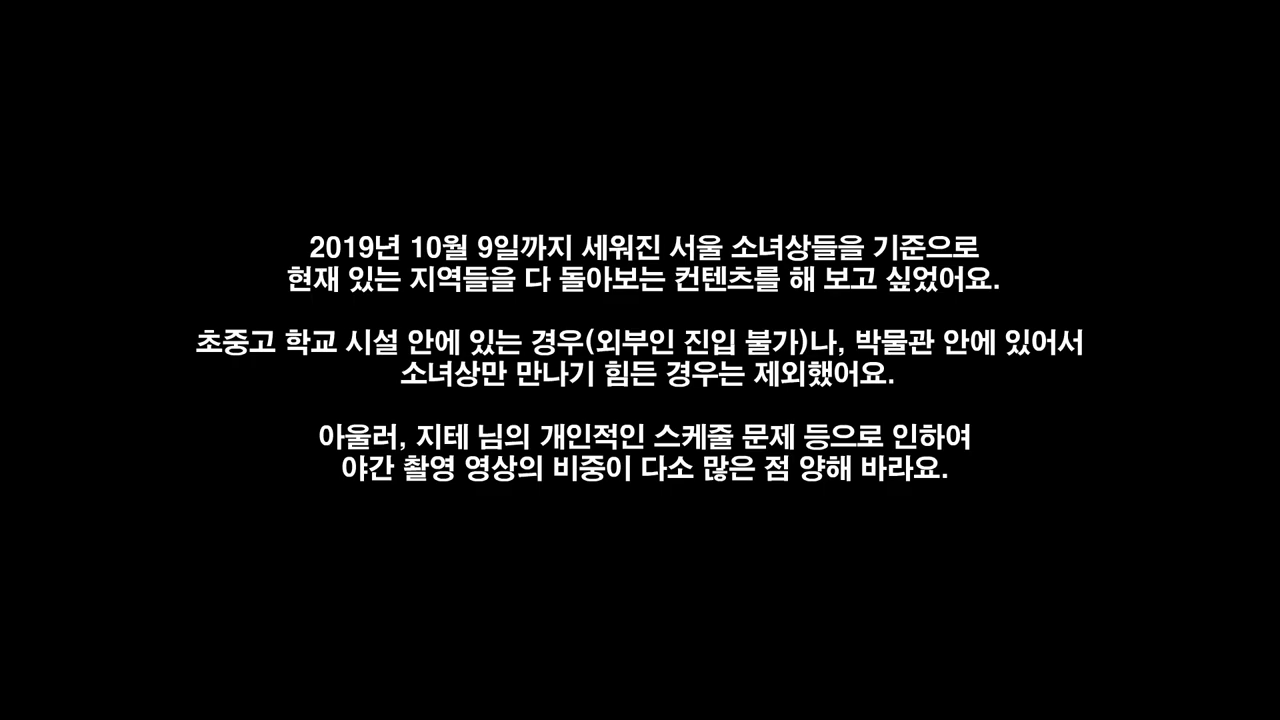 2019년 10월 9일까지 세워진 서울 소녀상들을 기준으로
현재 있는 지역들을 다 돌아보는 컨텐츠를 해 보고 싶었어요.
초중고 학교 시설 안에 있는 경우(외부인 진입 불가)나, 박물관 안에 있어서
소녀상만 만나기 힘든 경우는 제외했어요.
아울러, 지테 님의 개인적인 스케줄 문제 등으로 인하여
야간 촬영 영상의 비중이 다소 많은 점 양해 바라요.